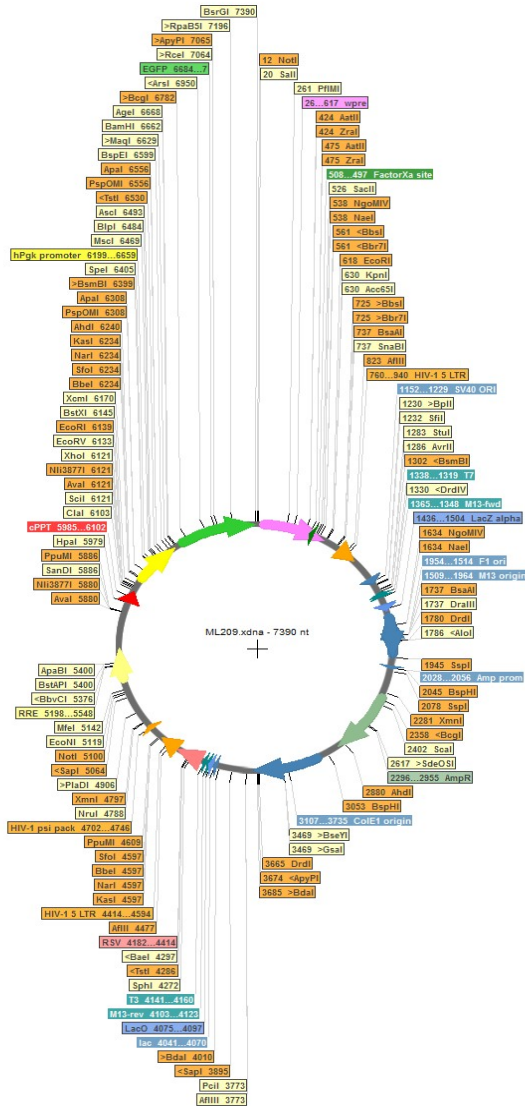 BsrGI 7390
>RpaB5I 7196
>ApyPI 7065
>RceI 7064
EGFP 6684...7
<ArsI 6950
>BcgI 6782
AgeI 6668
BamHI 6662
>MaqI 6629
BspEI 6599
ApaI 6556
PspOMI 6556
<TstI 6530
AscI 6493
BlpI 6484
MscI 6469
hPgk promoter 6199...6659
SpeI 6405
>BsmBI 6399
ApaI 6308
PspOMI 6308
AhdI 6240
KasI 6234
NarI 6234
SfoI 6234
BbeI 6234
XcmI 6170
BstXI 6145
EcoRI 6139
EcoRV 6133
XhoI 6121
Nli3877I 6121
AvaI 6121
SciI 6121
ClaI 6103
cPPT 5985...6102
HpaI 5979
PpuMI 5886
SanDI 5886
Nli3877I 5880
AvaI 5880
ApaBI 5400
BstAPI 5400
<BbvCI 5376
RRE 5198...5548
MfeI 5142
EcoNI 5119
NotI 5100
<SapI 5064
>PlaDI 4906
XmnI 4797
NruI 4788
HIV-1 psi pack 4702...4746
PpuMI 4609
SfoI 4597
BbeI 4597
NarI 4597
KasI 4597
HIV-1 5 LTR 4414...4594
AflII 4477
RSV 4182...4414
<BaeI 4297
<TstI 4286
SphI 4272
T3 4141...4160
M13-rev 4103...4123
LacO 4075...4097
lac 4041...4070
>BdaI 4010
<SapI 3895
PciI 3773
AflIII 3773
12 NotI
20 SalI
261 PflMI
26...617 wpre
424 AatII
424 ZraI
475 AatII
475 ZraI
508...497 FactorXa site
526 SacII
538 NgoMIV
538 NaeI
561 <BbsI
561 <Bbr7I
618 EcoRI
630 KpnI
630 Acc65I
725 >BbsI
725 >Bbr7I
737 BsaAI
737 SnaBI
823 AflII
760...940 HIV-1 5 LTR
1152...1229 SV40 ORI
1230 >BplI
1232 SfiI
1283 StuI
1286 AvrII
1302 <BsmBI
1338...1319 T7
1330 <DrdIV
1365...1348 M13-fwd
1436...1504 LacZ alpha
1634 NgoMIV
1634 NaeI
1954...1514 F1 ori
1509...1964 M13 origin
1737 BsaAI
1737 DraIII
1780 DrdI
1786 <AloI
1945 SspI
2028...2056 Amp prom
2045 BspHI
2078 SspI
2281 XmnI
2358 <BcgI
2402 ScaI
2617 >SdeOSI
2296...2955 AmpR
2880 AhdI
3053 BspHI
3107...3735 ColE1 origin
3469 >BseYI
3469 >GsaI
3665 DrdI
3674 <ApyPI
3685 >BdaI
ML209.xdna - 7390 nt